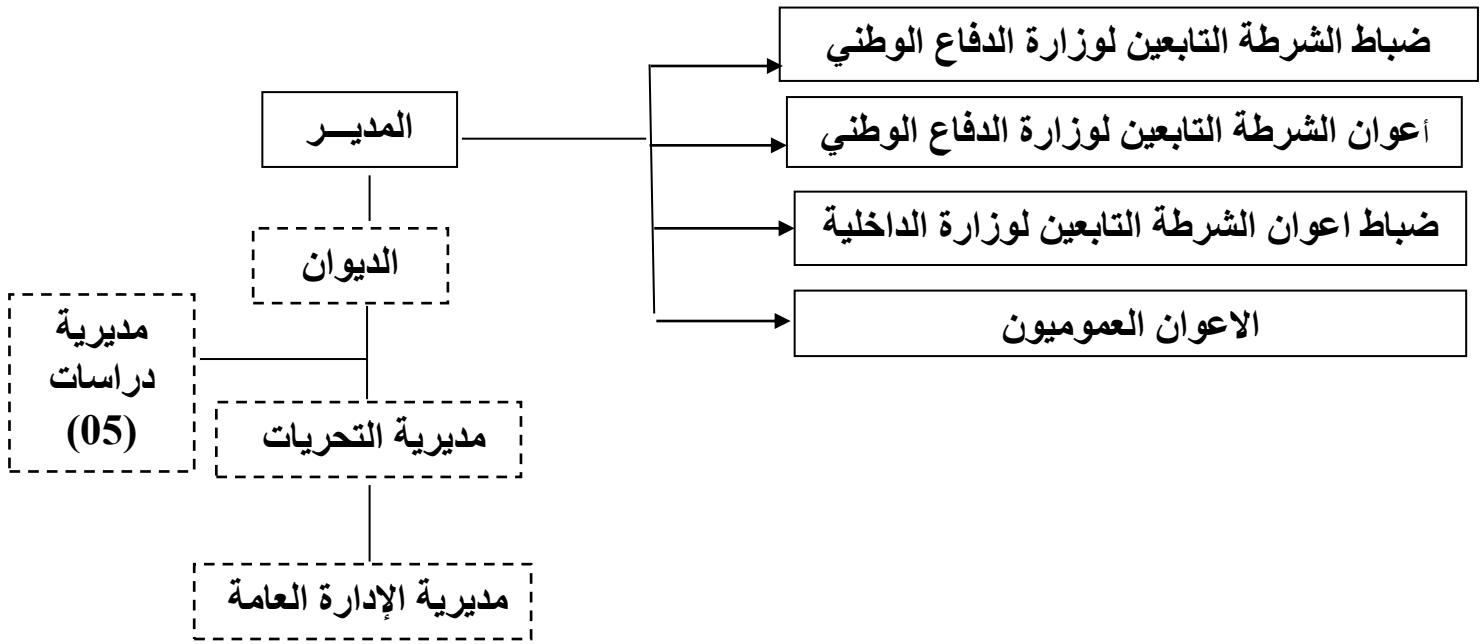 ضباط الشرطة التابعين لوزارة الدفاع الوطني
المديـــر
أعوان الشرطة التابعين لوزارة الدفاع الوطني
ضباط اعوان الشرطة التابعين لوزارة الداخلية
الديوان
الاعوان العموميون
مديرية
دراسات
(05)
مديرية التحريات
مديرية الإدارة العامة